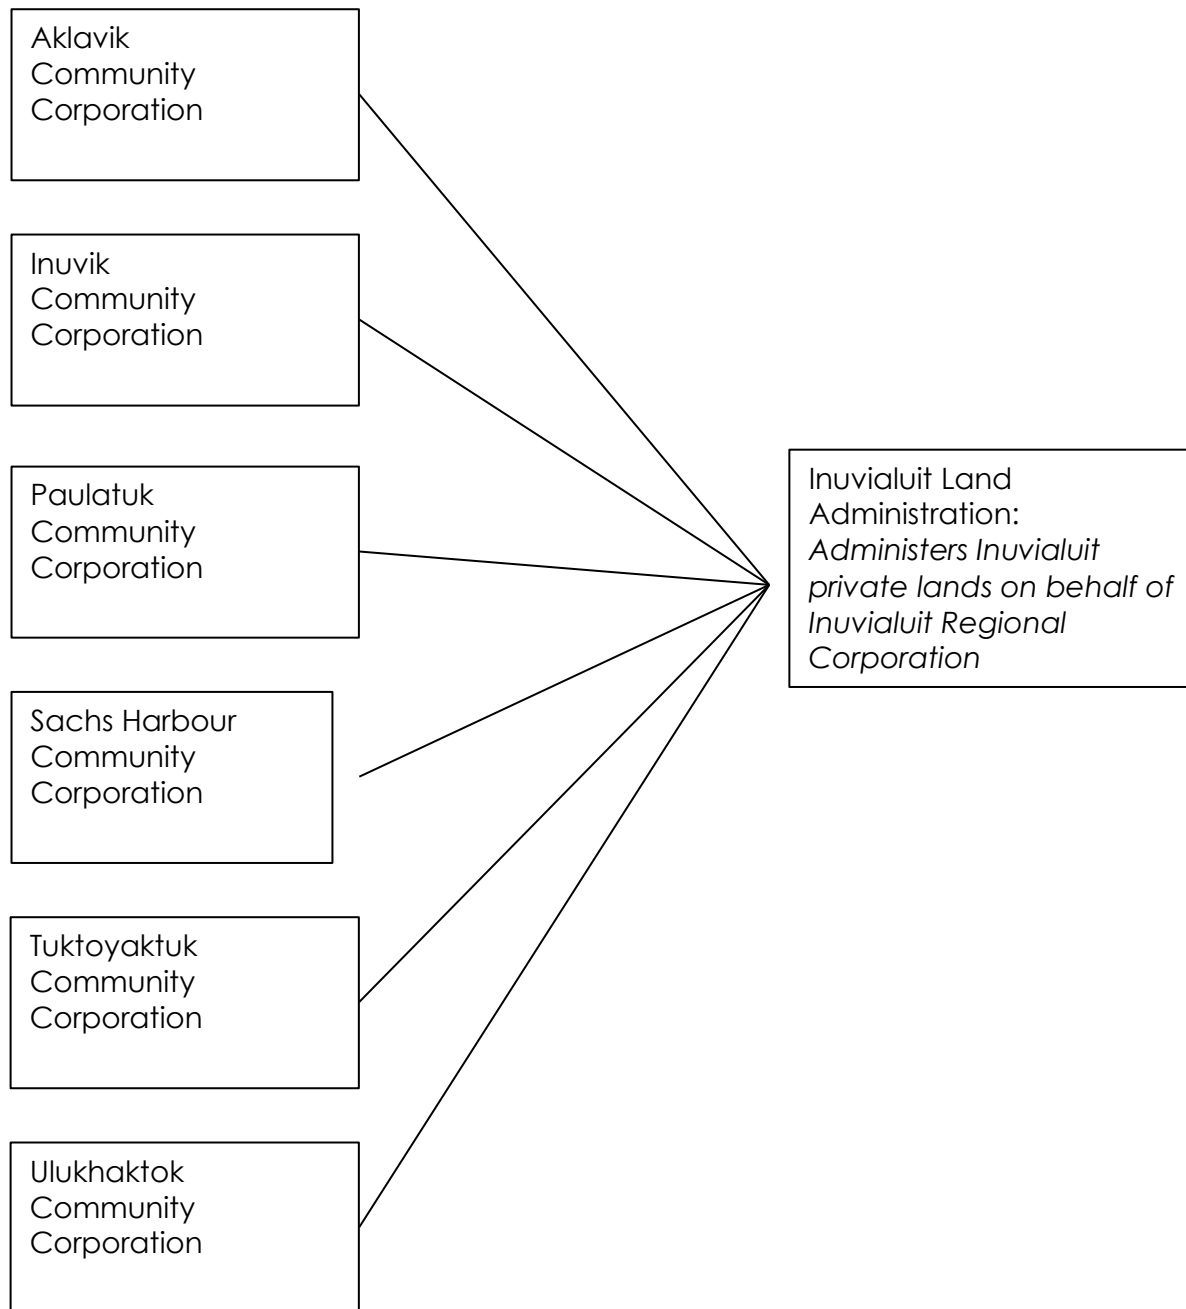 Aklavik
Community
Corporation
Inuvik
Community
Corporation
Paulatuk
Community
Corporation
Sachs Harbour
Community
Corporation
Tuktoyaktuk
Community
Corporation
Ulukhaktok
Community
Corporation
Inuvialuit Land
Administration:
Administers Inuvialuit
private lands on behalf of
Inuvialuit Regional
Corporation